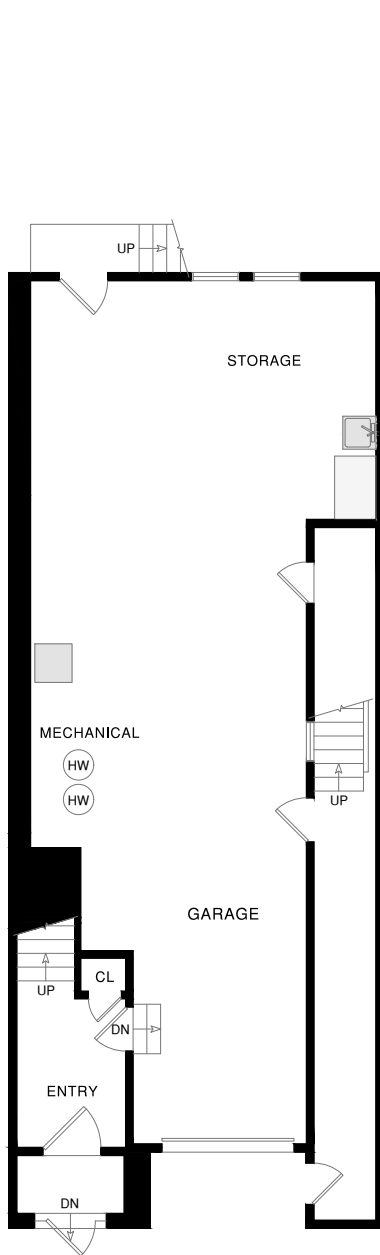 UP
STORAGE
MECHANICAL
HW
HW
UP
GARAGE
CL
UP
DN
ENTRY
DN